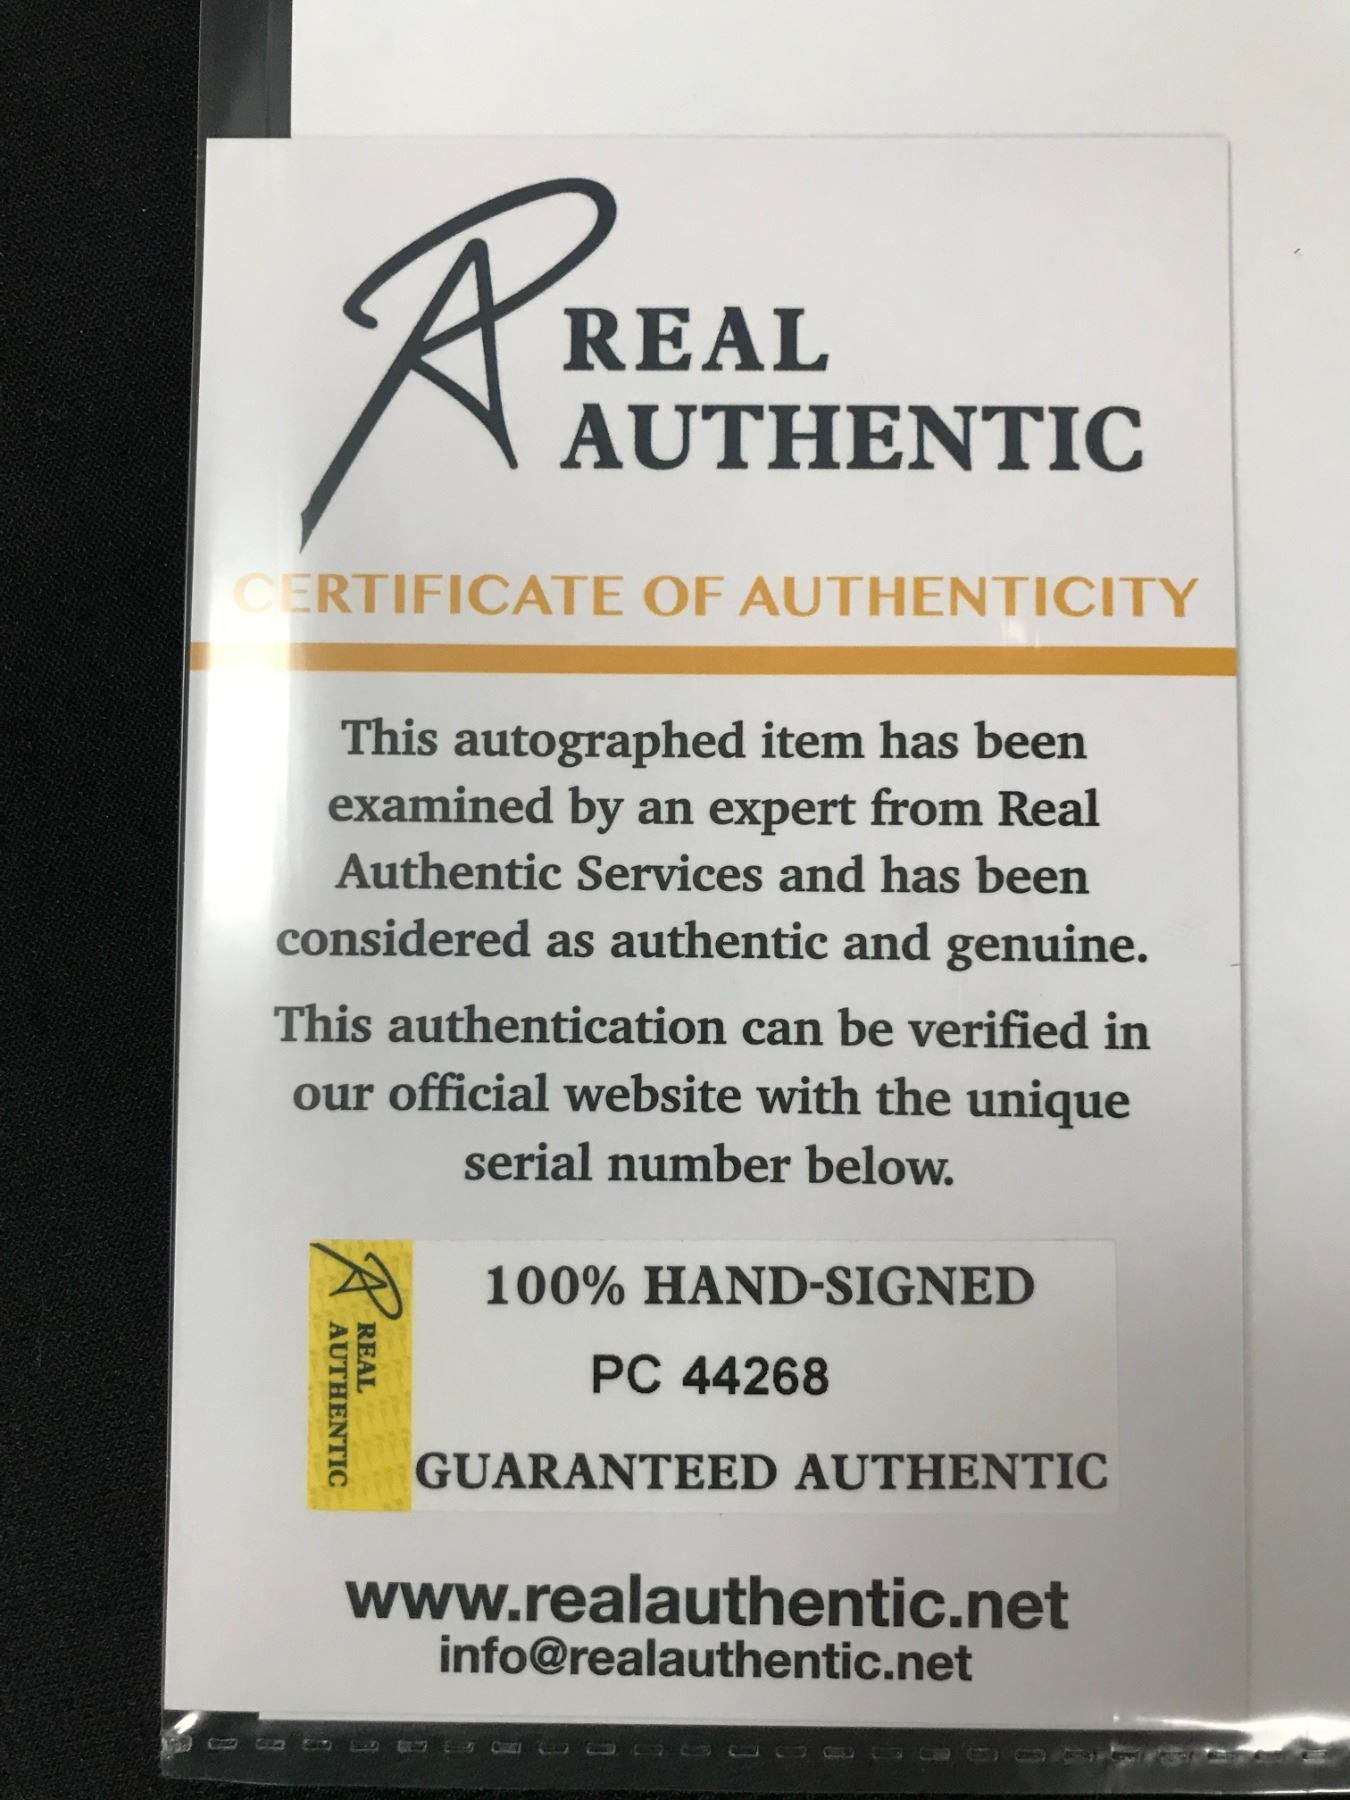 REAL
AUTHENTIC
CERTIFICATE OF AUTHENTICITY
This autographed item has been
examined by an expert from Real
Authentic Services and has been
considered as authentic and genuine.
This authentication can be verified in
our official website with the unique
serial number below.
REAL
AUTHENTIC
100% HAND-SIGNED
PC 44268
GUARANTEED AUTHENTIC
www.realauthentic.net
info@realauthentic.net